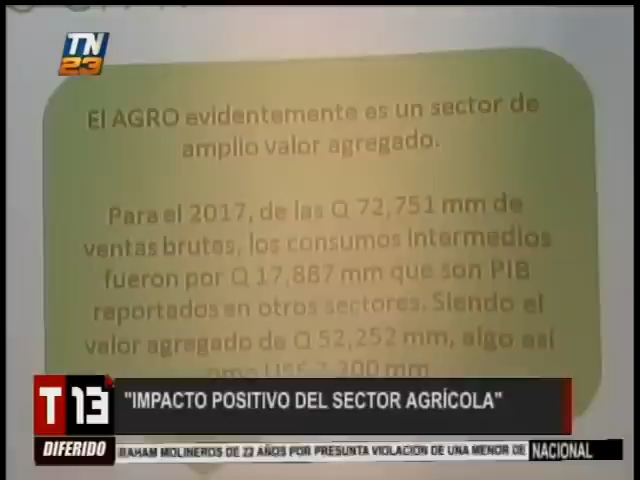 TN
23
El AGRO evidentemente es un sector de
amplio valor agregado.
Para el 2017, de las Q 72,751 mm de
ventas brutas, los consumos intermedios
fueron por Q 17,887 mm que son PIB
reportados en otros sectores. Siendo el
valor agregado de Q 52,252 mm, algo así
mm
T 13
"IMPACTO POSITIVO DEL SECTOR AGRÍCOLA"
DIFERIDO
RAHAM MOLINEROS DE 22 AÑOS POR PRESUNTA VIOLACION DE UNA MENOR DE
NACIONAL